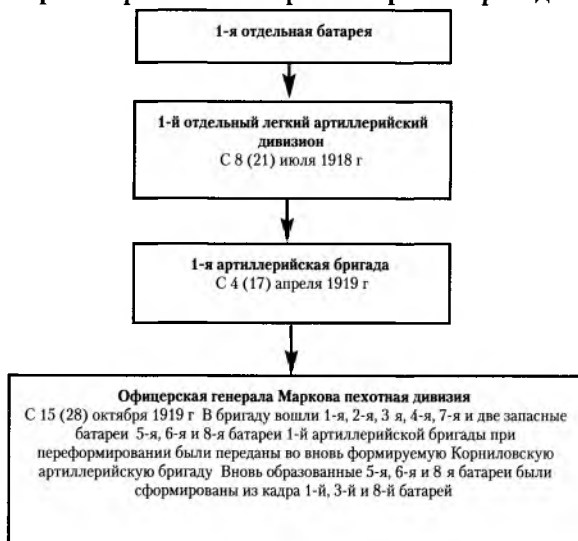 1-я отдельная батарея
1-й отдельный легкий артиллерийский
дивизион
С 8 (21) июля 1918 г
1-я артиллерийская бригада
С 4 (17) апреля 1919 г
Офицерская генерала Маркова пехотная дивизия
С 15 (28) октября 1919 г В бригаду вошли 1-я, 2-я, 3 я, 4-я, 7-я и две запасные
батареи 5-я, 6-я и 8-я батареи 1-й артиллерийской бригады при
переформировании были переданы во вновь формируемую Корниловскую
артиллерийскую бригаду Вновь образованные 5-я, 6-я и 8 я батареи были
сформированы из кадра 1-й, 3-й и 8-й батарей